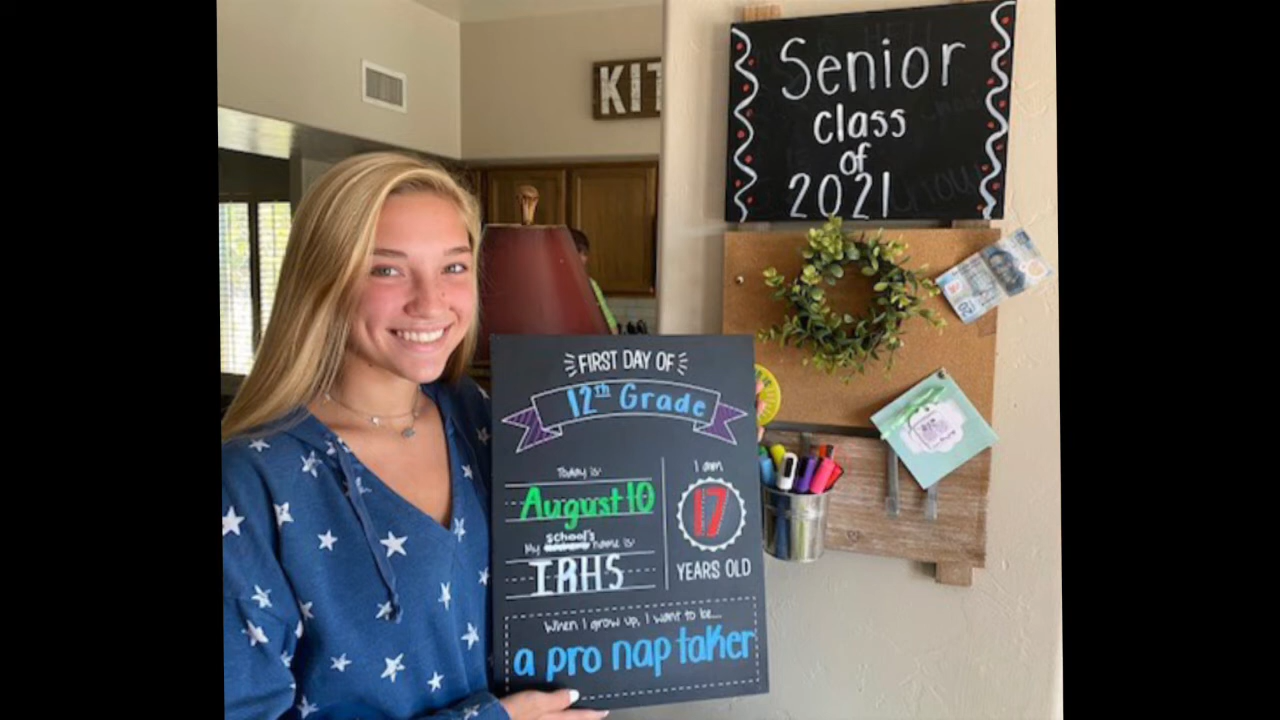 KIT
Senior
class
of
2021
FIRST DAY OF
12th Grade
Today is:
August 10
I am
17
YEARS OLD
school's
My name is:
IRHS
When I grow up, I want to be...
a pro nap taker